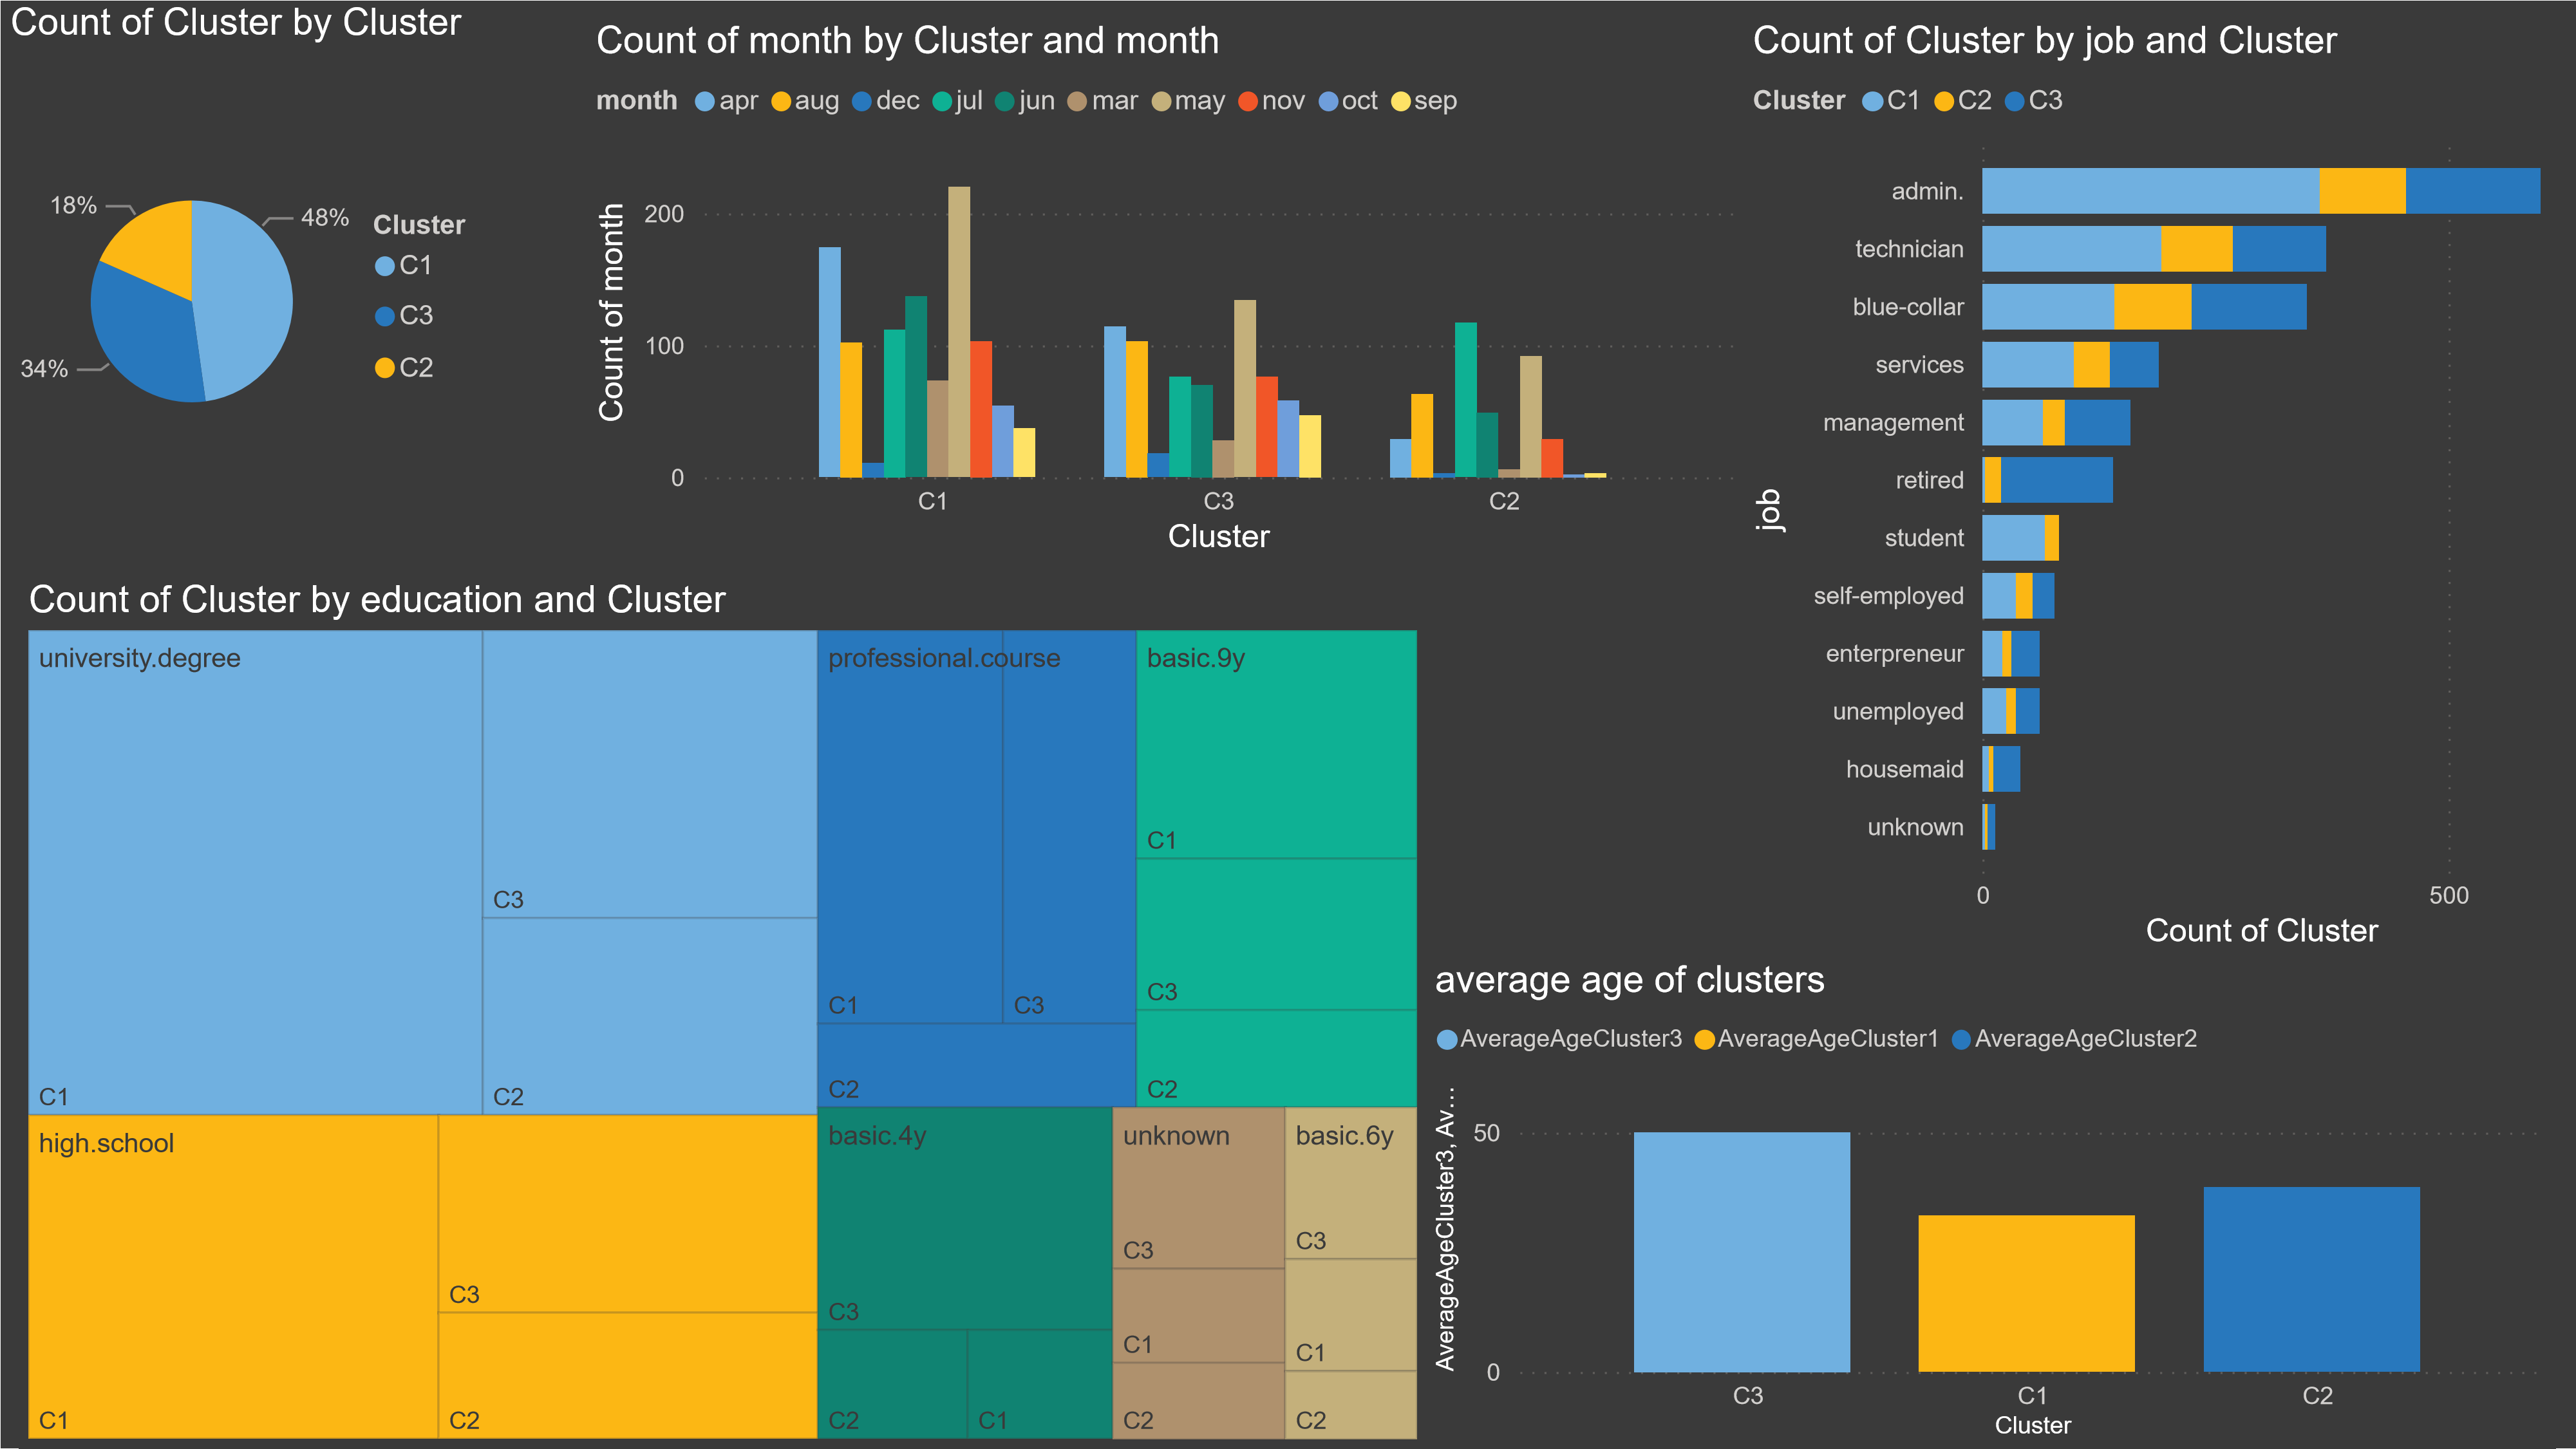 Count of Cluster by Cluster
18%
48%
34%
Cluster
C1
C3
C2
Count of month by Cluster and month
month apr aug dec jul jun mar may nov oct sep
Count of month
200
100
0
C1 C3 C2
Cluster
Count of Cluster by job and Cluster
Cluster C1 C2 C3
job
admin.
technician
blue-collar
services
management
retired
student
self-employed
enterpreneur
unemployed
housemaid
unknown
0 500
Count of Cluster
Count of Cluster by education and Cluster
university.degree
C1
C3
C2
high.school
C1
C3
C2
professional.course
C1
C3
C2
basic.9y
C1
C3
C2
basic.4y
C3
C2
C1
unknown
C3
C1
C2
basic.6y
C3
C1
C2
average age of clusters
AverageAgeCluster3 AverageAgeCluster1 AverageAgeCluster2
AverageAgeCluster3, Av...
50
0
C3 C1 C2
Cluster